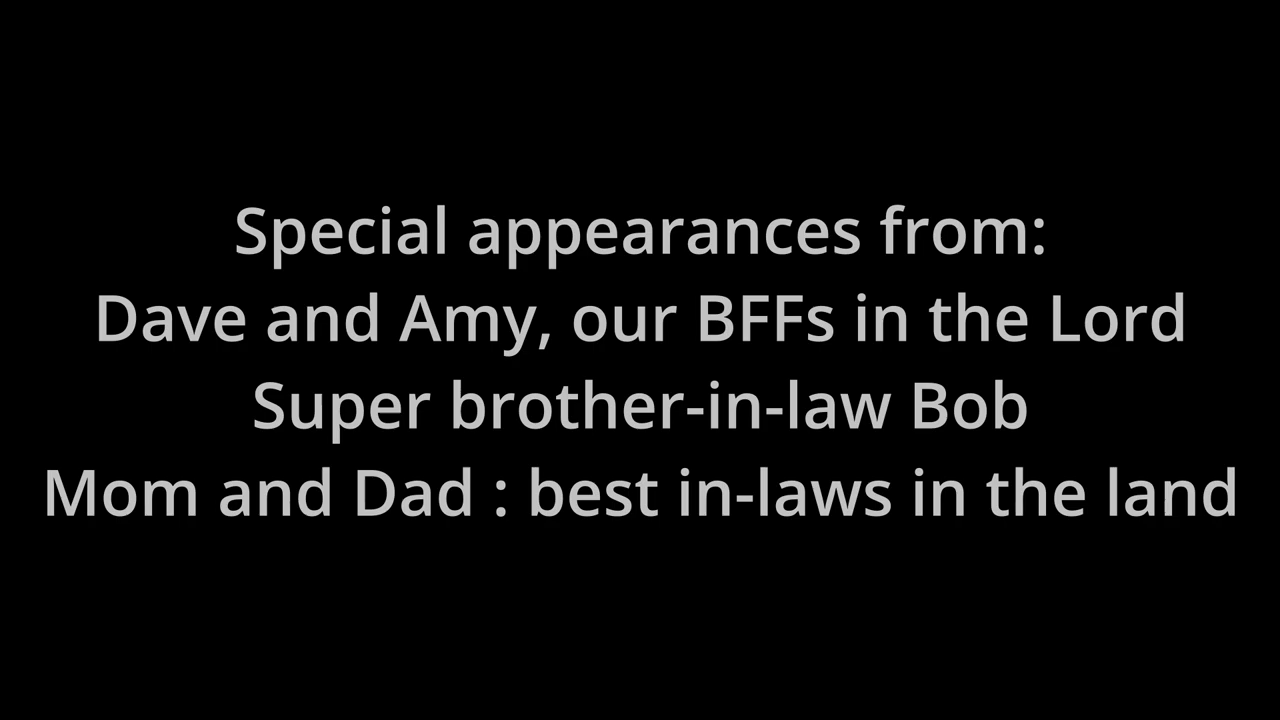 Special appearances from:
Dave and Amy, our BFFs in the Lord
Super brother-in-law Bob
Mom and Dad : best in-laws in the land